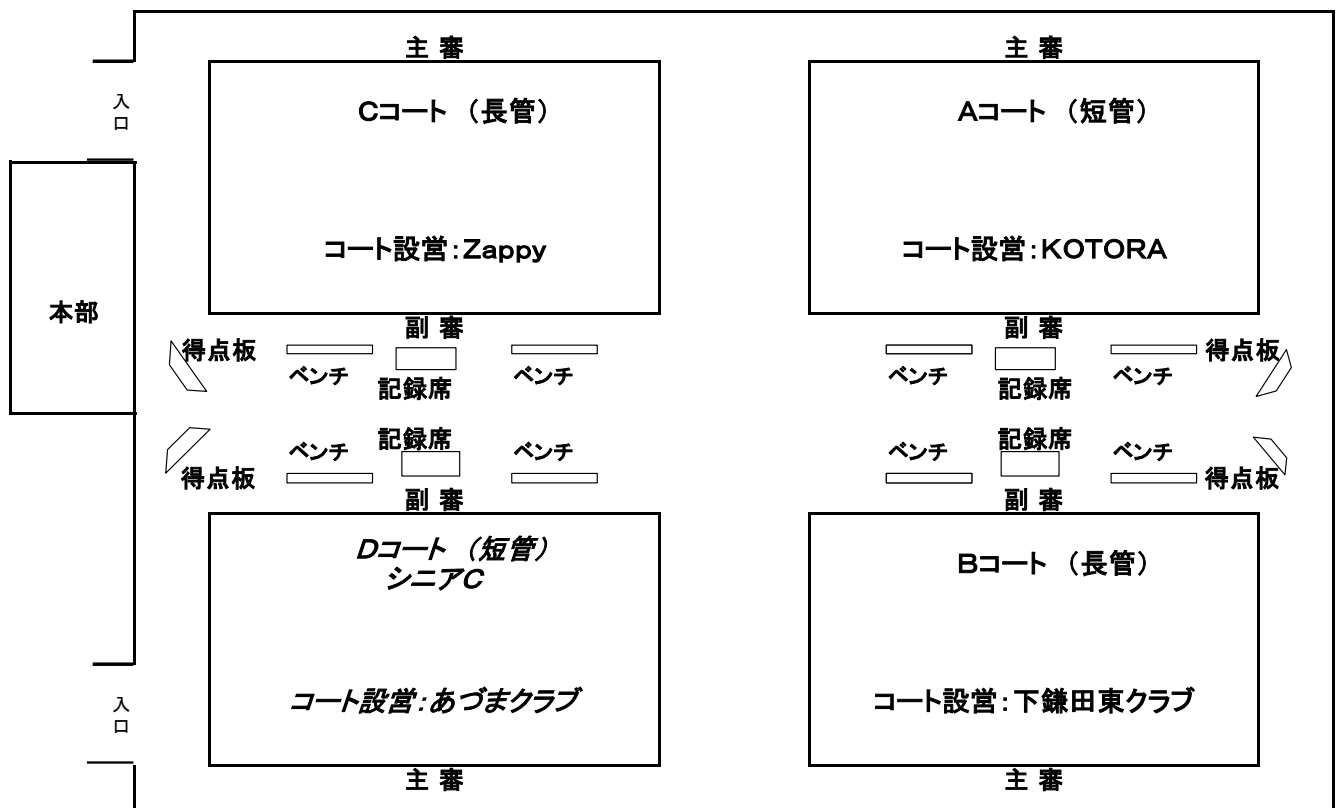 主 審
主 審
入
口
Cコート （長管）
Aコート （短管）
コート設営：Zappy
コート設営：KOTORA
本部
副 審
副 審
得点板
得点板
ベンチ
ベンチ
ベンチ
ベンチ
記録席
記録席
記録席
記録席
ベンチ
ベンチ
ベンチ
ベンチ
得点板
得点板
副 審
副 審
Dコート （短管）
シニアC
Bコート （長管）
コート設営：あづまクラブ
コート設営：下鎌田東クラブ
入
口
主 審
主 審